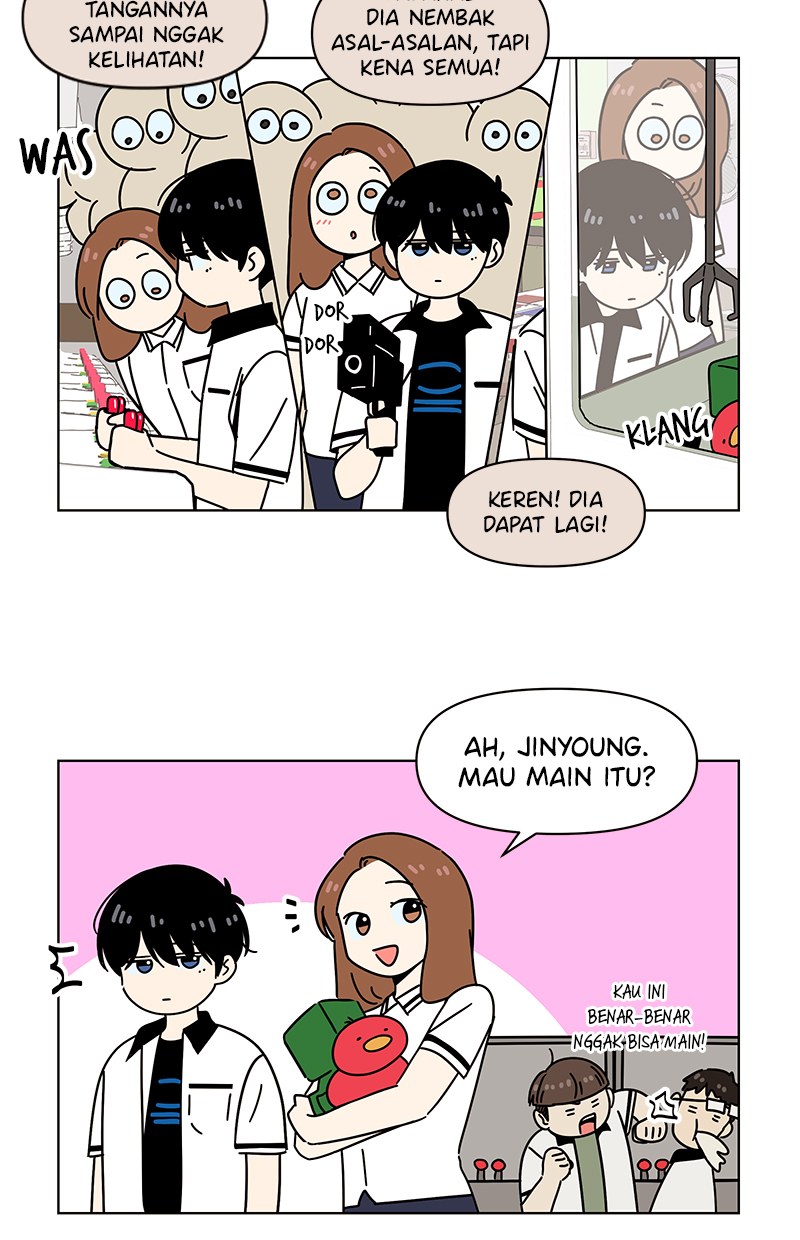 TANGANNYA
SAMPAI NGGAK
KELIHATAN!
DIA NEMBAK
ASAL-ASALAN, TAPI
KENA SEMUA!
WAS
DOR
DOR
KLANG
KEREN! DIA
DAPAT LAGI!
AH, JINYOUNG.
MAU MAIN ITU?
KAU INI
BENAR-BENAR
NGGAK BISA MAIN!